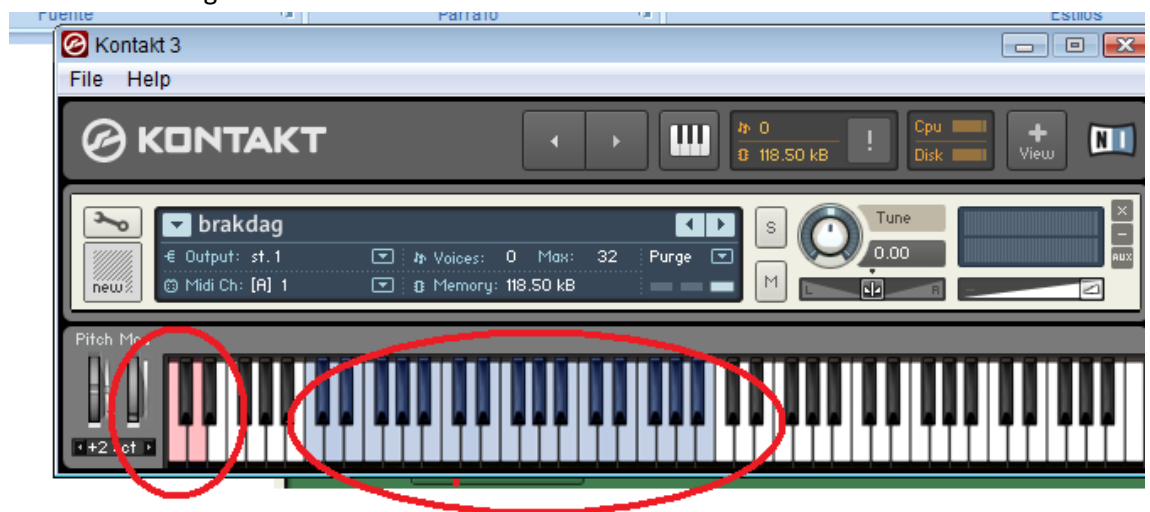 Fuente Párrafo Estilos
Kontakt 3
File Help
KONTAKT
0 Cpu
118.50 kB ! Disk View NI
brakdag S Tune
Output: st.1 Voices: 0 Max: 32 Purge 0.00 AUX
new Midi Ch: [A] 1 Memory: 118.50 kB M L R
Pitch Mod
+2 oct